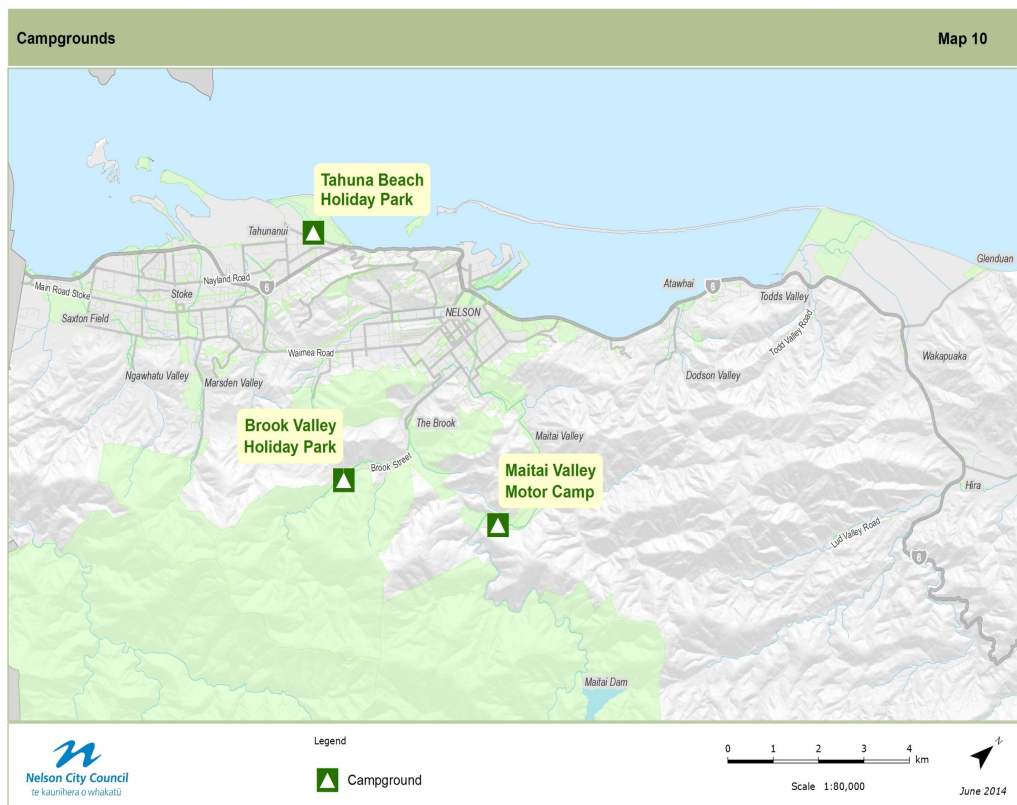 Campgrounds
Map 10
Tahuna Beach
Holiday Park
Tahunanui
Glenduan
Nayland Road
6
Main Road Stoke
Stoke
Atawhai
6
Todds Valley
Saxton Field
NELSON
Todd Valley Road
Waimea Road
Wakapuaka
Ngawhatu Valley
Marsden Valley
Dodson Valley
Brook Valley
Holiday Park
The Brook
Maitai Valley
Brook Street
Maitai Valley
Motor Camp
Hira
Lud Valley Road
6
Maitai Dam
Nelson City Council
te kaunihera o whakatū
Legend
Campground
0 1 2 3 4
km
Scale 1:80,000
N
June 2014